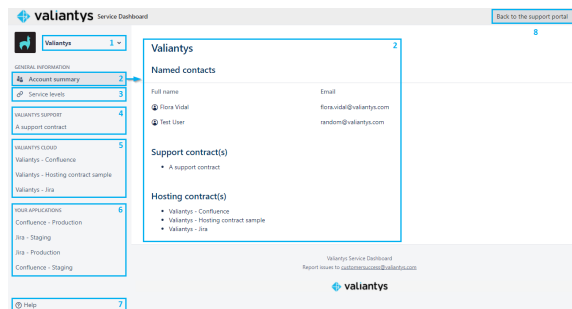 valiantys Service Dashboard
Back to the support portal
8
Valiantys 1
GENERAL INFORMATION
Account summary 2
Service levels 3
VALIANTYS SUPPORT 4
A support contract
VALIANTYS CLOUD 5
Valiantys - Confluence
Valiantys - Hosting contract sample
Valiantys - Jira
YOUR APPLICATIONS 6
Confluence - Production
Jira - Staging
Jira - Production
Confluence - Staging
Help 7
Valiantys 2
Named contacts
Full name Email
Flora Vidal flora.vidal@valiantys.com
Test User random@valiantys.com
Support contract(s)
A support contract
Hosting contract(s)
Valiantys - Confluence
Valiantys - Hosting contract sample
Valiantys - Jira
Valiantys Service Dashboard
Report issues to customersuccess@valiantys.com
valiantys